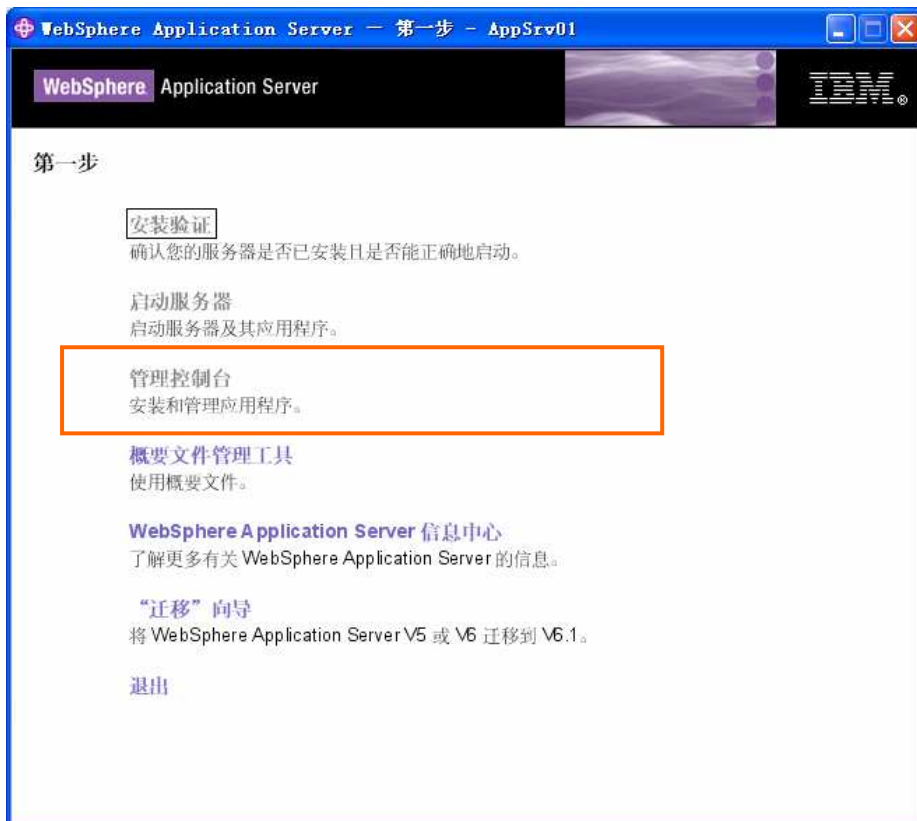 WebSphere Application Server － 第一步 - AppSrv01
WebSphere. Application Server
IBM®
第一步
安装验证
确认您的服务器是否已安装且是否能正确地启动。
启动服务器
启动服务器及其应用程序。
管理控制台
安装和管理应用程序。
概要文件管理工具
使用概要文件。
WebSphere Application Server 信息中心
了解更多有关 WebSphere Application Server 的信息。
“迁移”向导
将 WebSphere Application Server V5 或 V6 迁移到 V6.1。
退出